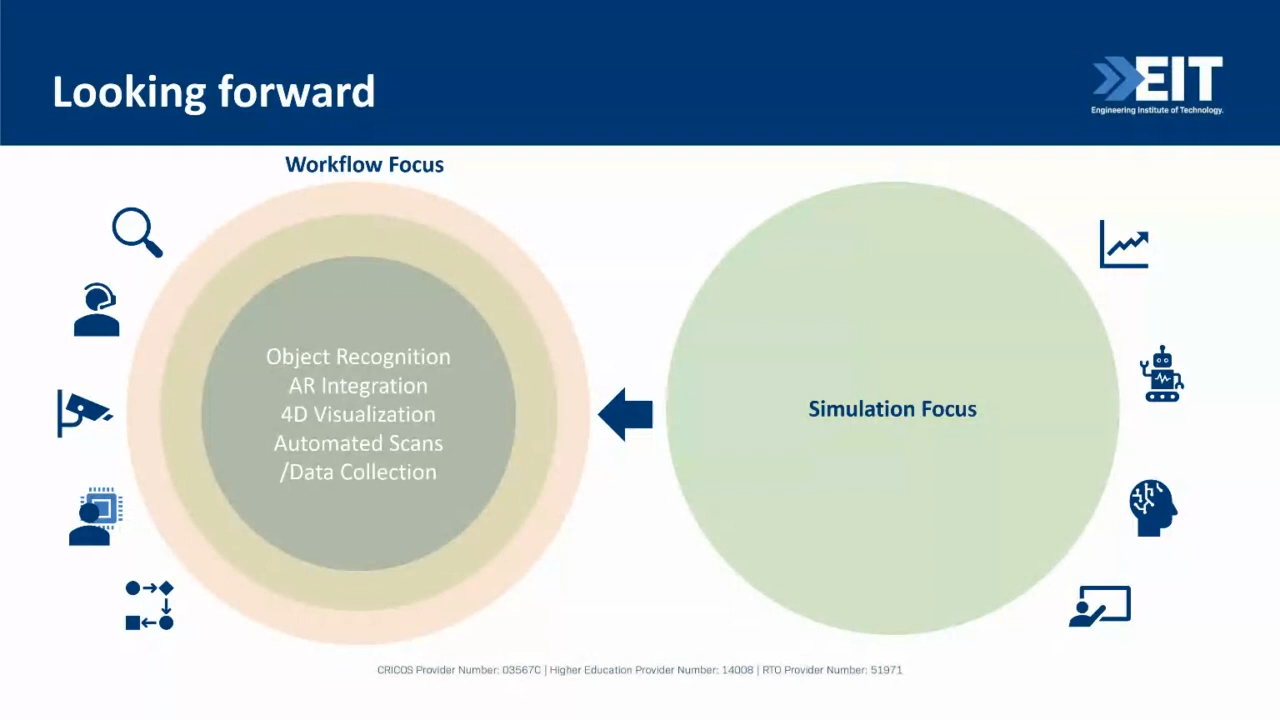 Looking forward
EIT
Engineering Institute of Technology.
Workflow Focus
Object Recognition
AR Integration
4D Visualization
Automated Scans
/Data Collection
Simulation Focus
CRICOS Provider Number: 03567C | Higher Education Provider Number: 14008 | RTO Provider Number: 51971